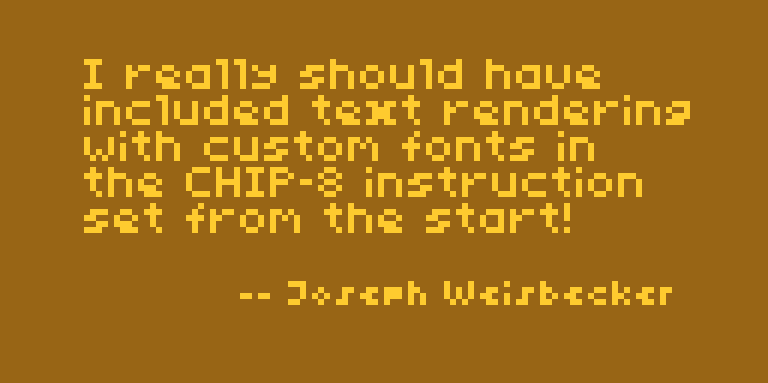 I really should have
included text rendering
with custom fonts in
the CHIP-8 instruction
set from the start!
-- Joseph Weisbecker